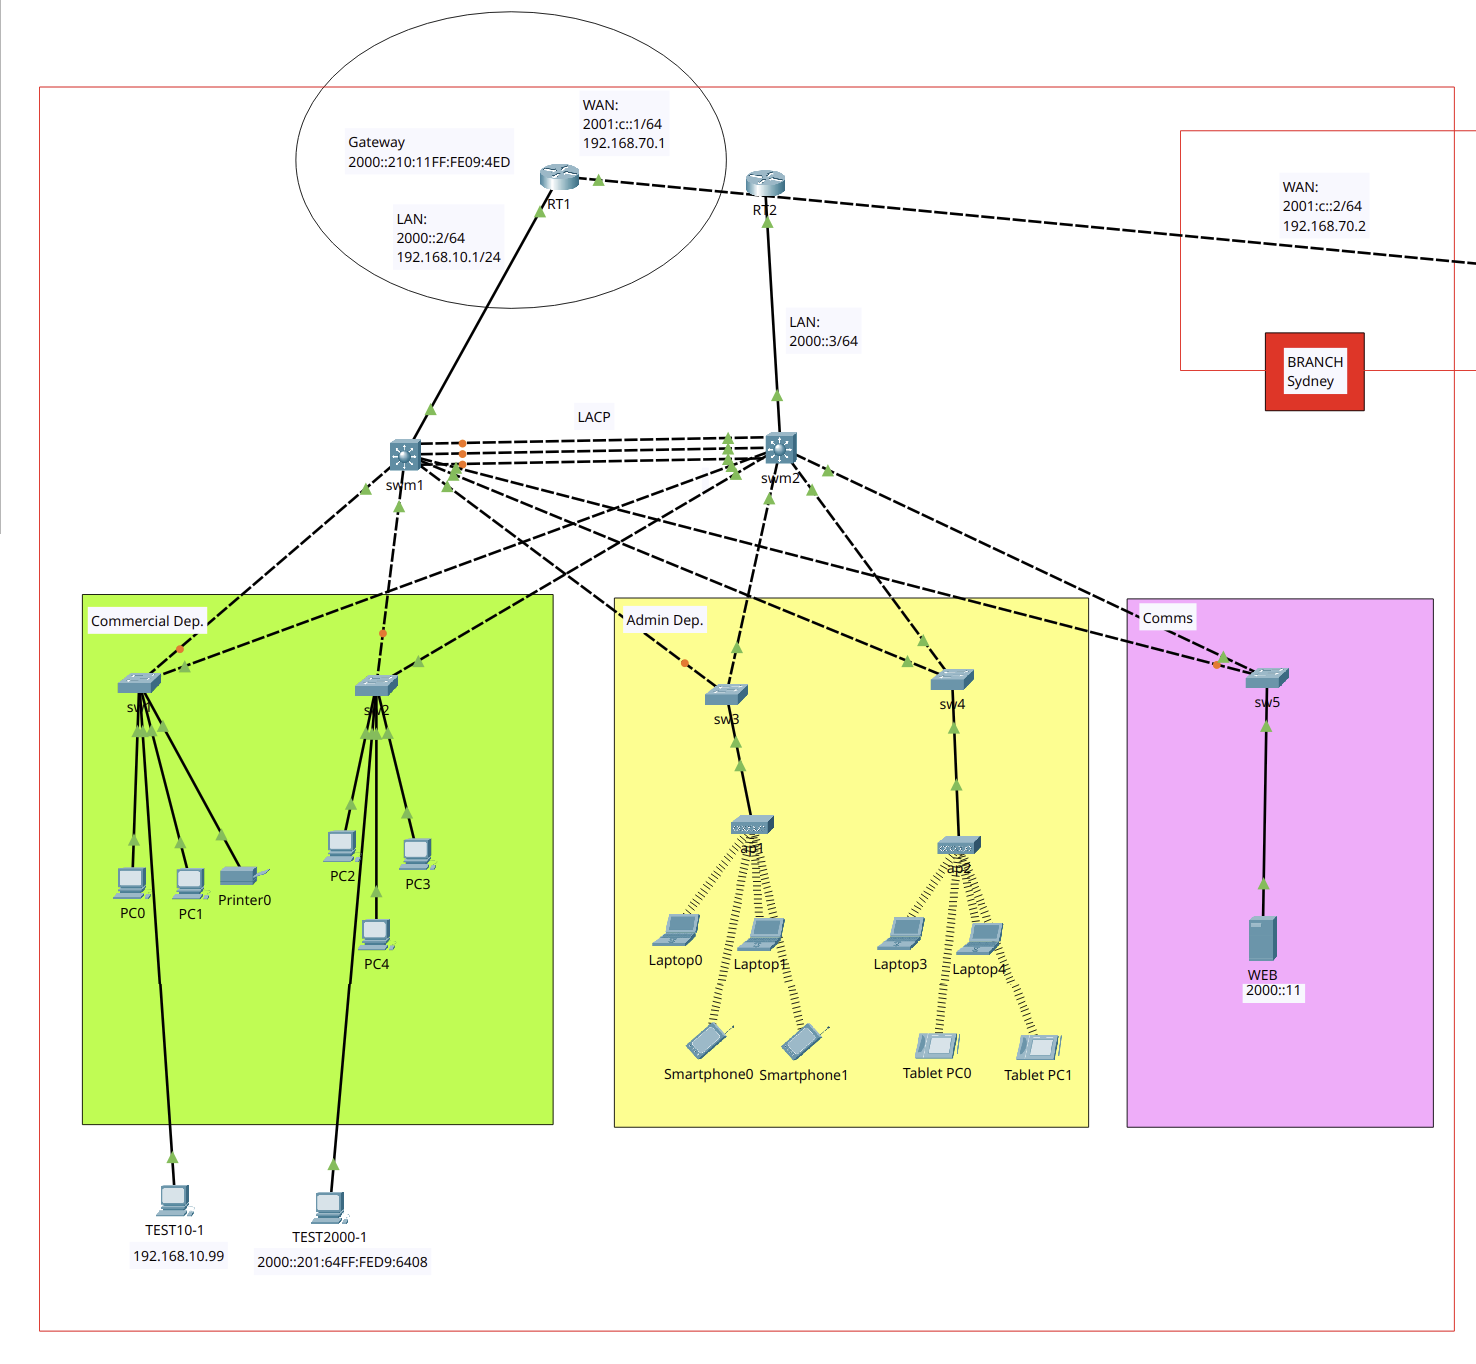 WAN:
2001:c::1/64
192.168.70.1
Gateway
2000::210:11FF:FE09:4ED
RT1
RT2
WAN:
2001:c::2/64
192.168.70.2
LAN:
2000::2/64
192.168.10.1/24
LAN:
2000::3/64
BRANCH
Sydney
LACP
swm1
swm2
Commercial Dep.
Admin Dep.
Comms
sw1
sw2
sw3
sw4
sw5
ap1
ap2
PC0
PC1
Printer0
PC2
PC3
PC4
Laptop0
Laptop1
Laptop3
Laptop4
WEB
2000::11
Smartphone0
Smartphone1
Tablet PC0
Tablet PC1
TEST10-1
192.168.10.99
TEST2000-1
2000::201:64FF:FED9:6408